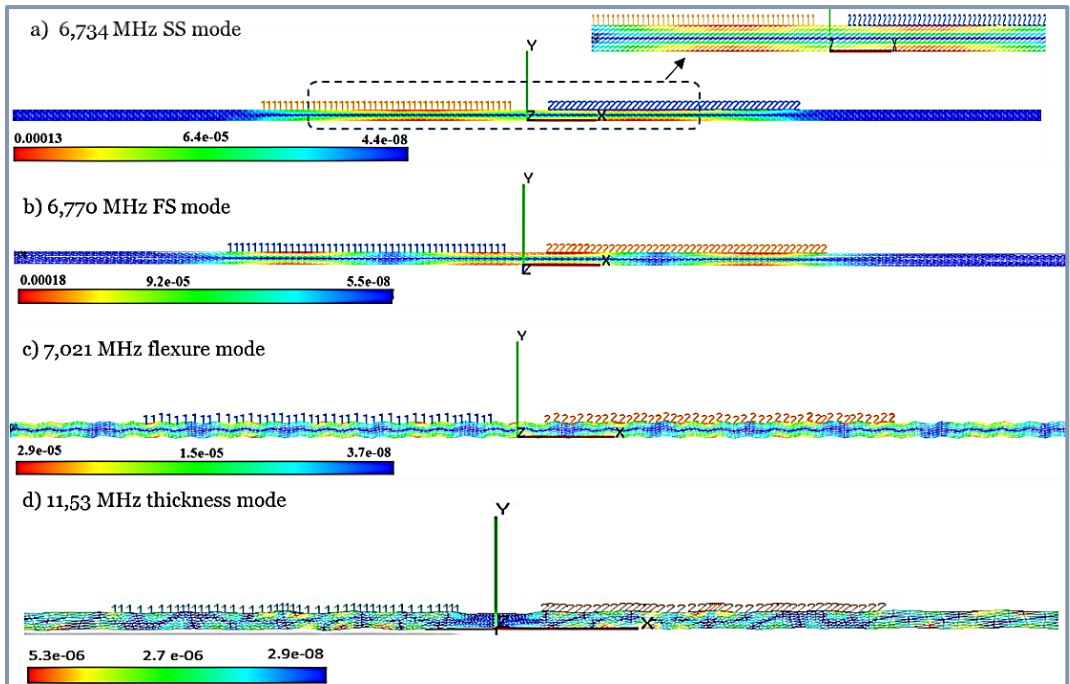 a) 6,734 MHz SS mode
Y
Z X
0.00013 6.4e-05 4.4e-08
b) 6,770 MHz FS mode
Y
X
Z
0.00018 9.2e-05 5.5e-08
c) 7,021 MHz flexure mode
Y
Z X
2.9e-05 1.5e-05 3.7e-08
d) 11,53 MHz thickness mode
Y
X
5.3e-06 2.7 e-06 2.9e-08